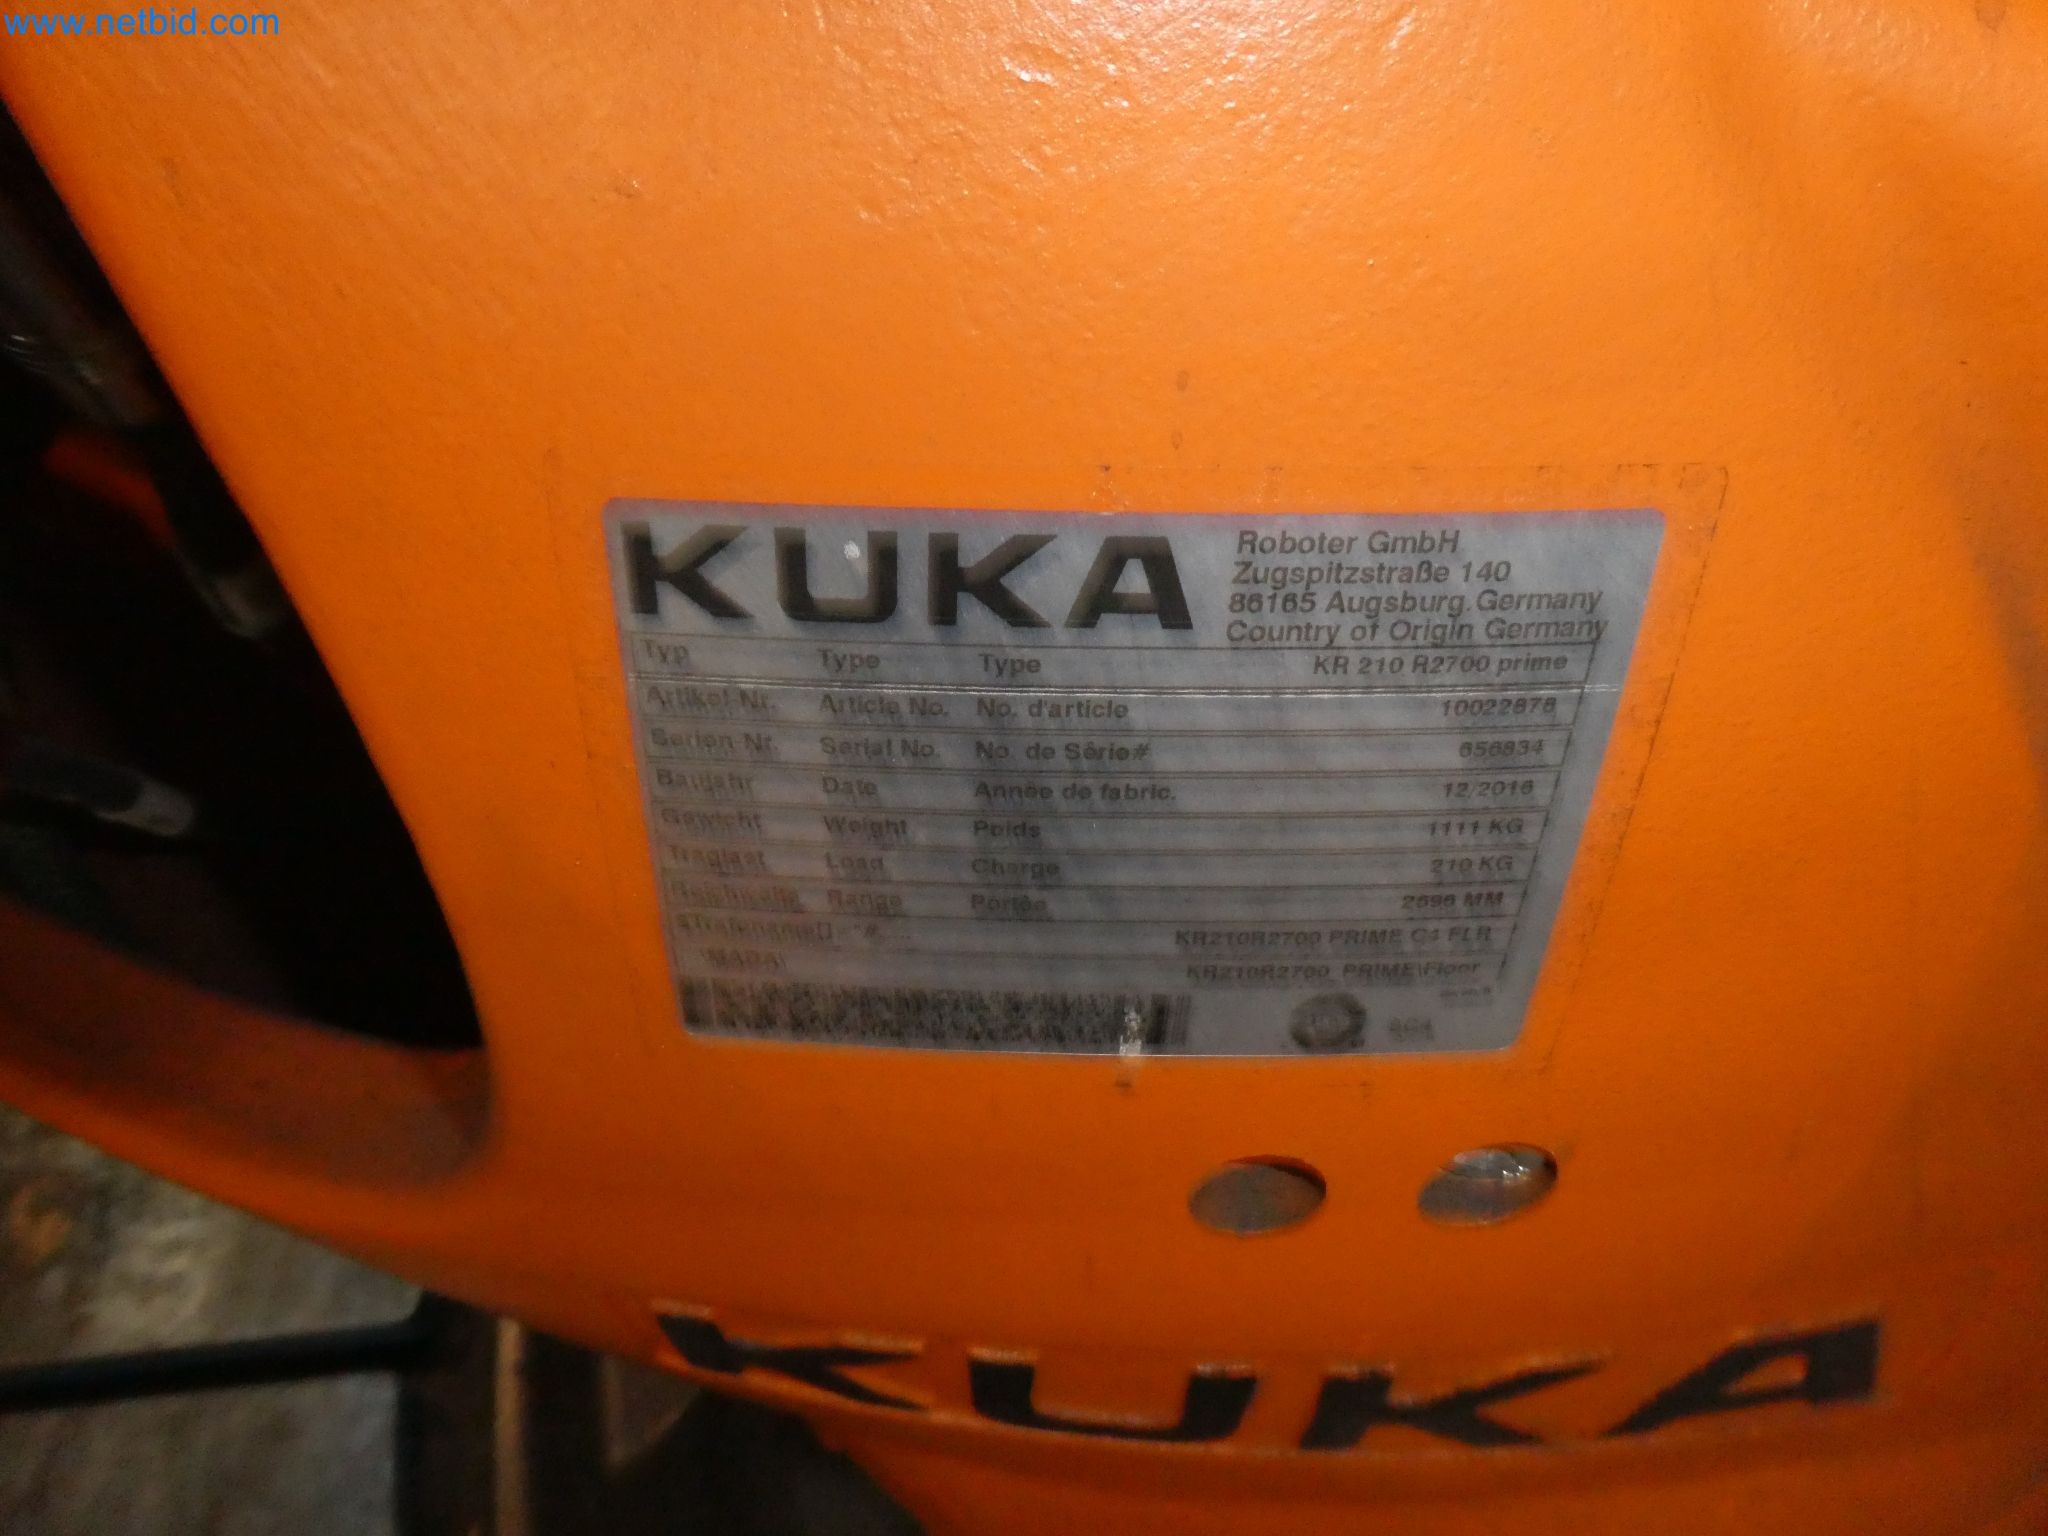 www.netbid.com
KUKA
Roboter GmbH
Zugspitzstraße 140
86165 Augsburg, Germany
Country of Origin Germany
Typ Type Type KR 210 R2700 prime
Artikel-Nr. Article No. No. d'article 10022878
Serien-Nr. Serial No. No. de Série# 656834
Baujahr Date Année de fabric. 12/2016
Gewicht Weight Poids 1111 KG
Traglast Load Charge 210 KG
Reichweite Range Portée 2696 MM
$Trafoname[]="#.... KR210R2700 PRIME C4 FLR
\MADA\ KR210R2700_PRIME\Floor
KUKA